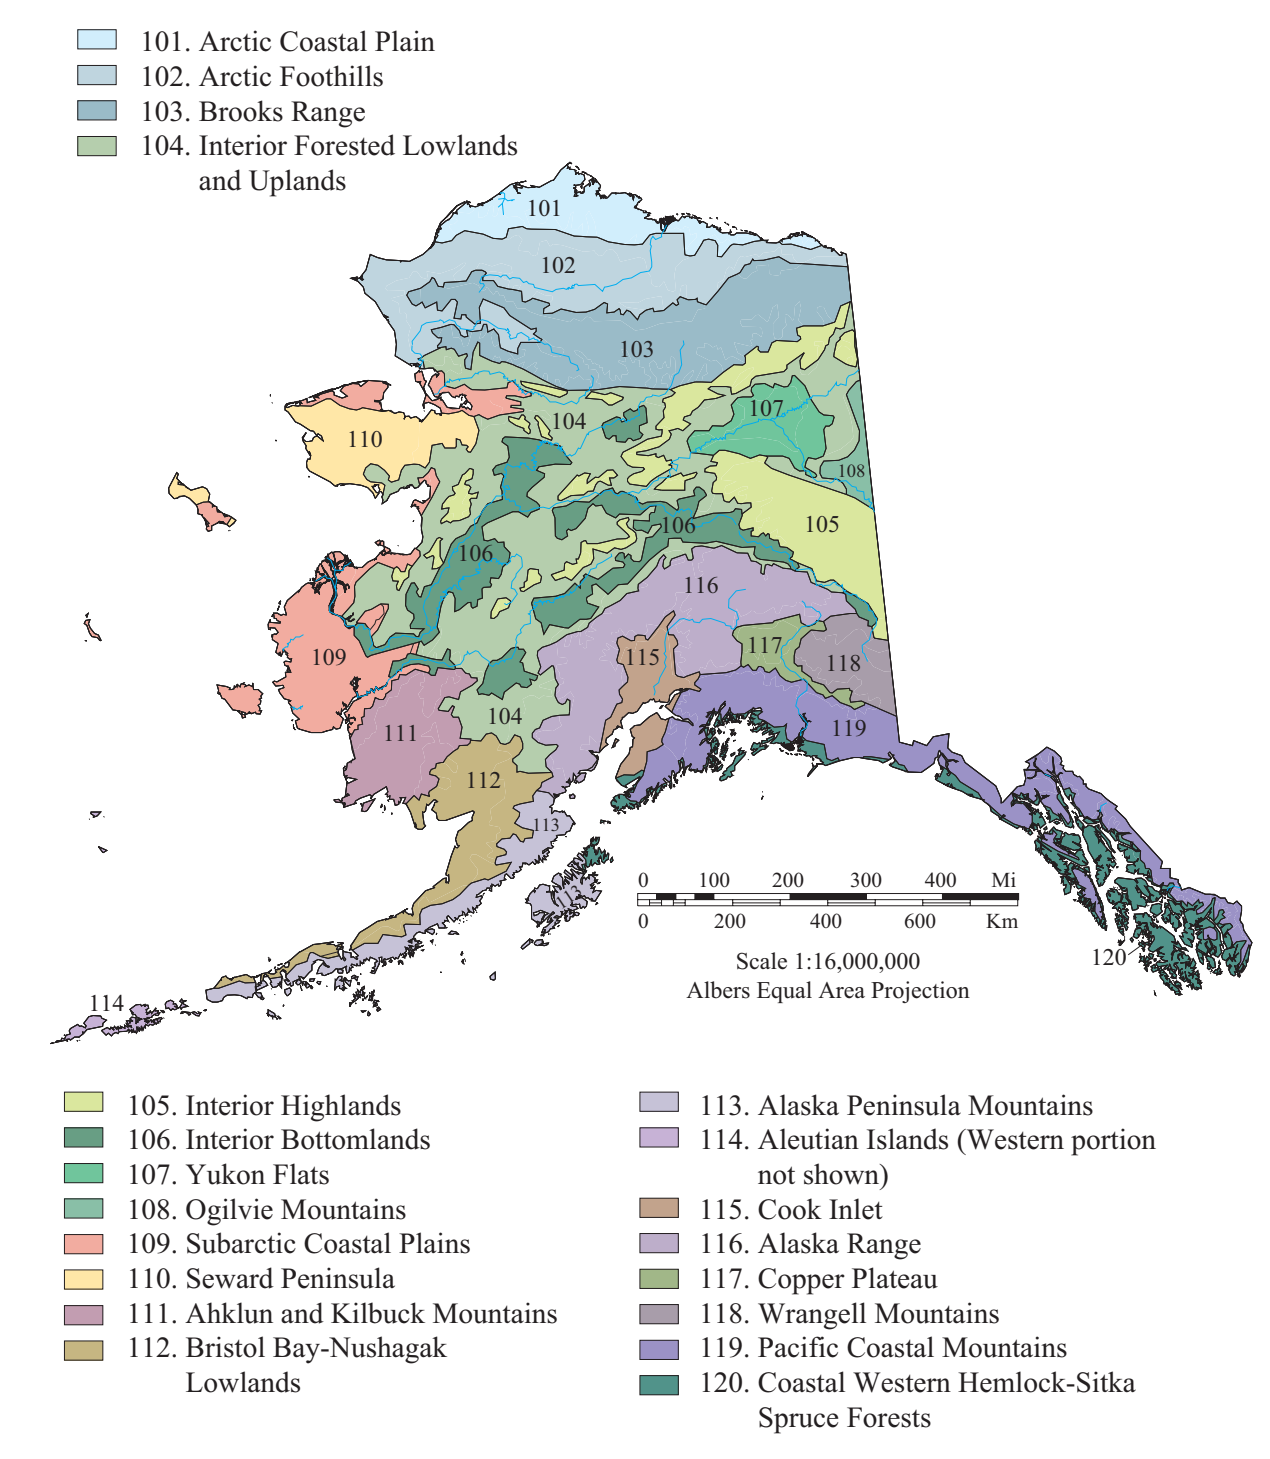 101. Arctic Coastal Plain
102. Arctic Foothills
103. Brooks Range
104. Interior Forested Lowlands
and Uplands
101
102
103
104
107
110
108
105
106
106
116
109
115
117
118
104
111
119
112
113
113
0 100 200 300 400 Mi
0 200 400 600 Km
Scale 1:16,000,000
Albers Equal Area Projection
120
114
105. Interior Highlands
106. Interior Bottomlands
107. Yukon Flats
108. Ogilvie Mountains
109. Subarctic Coastal Plains
110. Seward Peninsula
111. Ahklun and Kilbuck Mountains
112. Bristol Bay-Nushagak
Lowlands
113. Alaska Peninsula Mountains
114. Aleutian Islands (Western portion
not shown)
115. Cook Inlet
116. Alaska Range
117. Copper Plateau
118. Wrangell Mountains
119. Pacific Coastal Mountains
120. Coastal Western Hemlock-Sitka
Spruce Forests